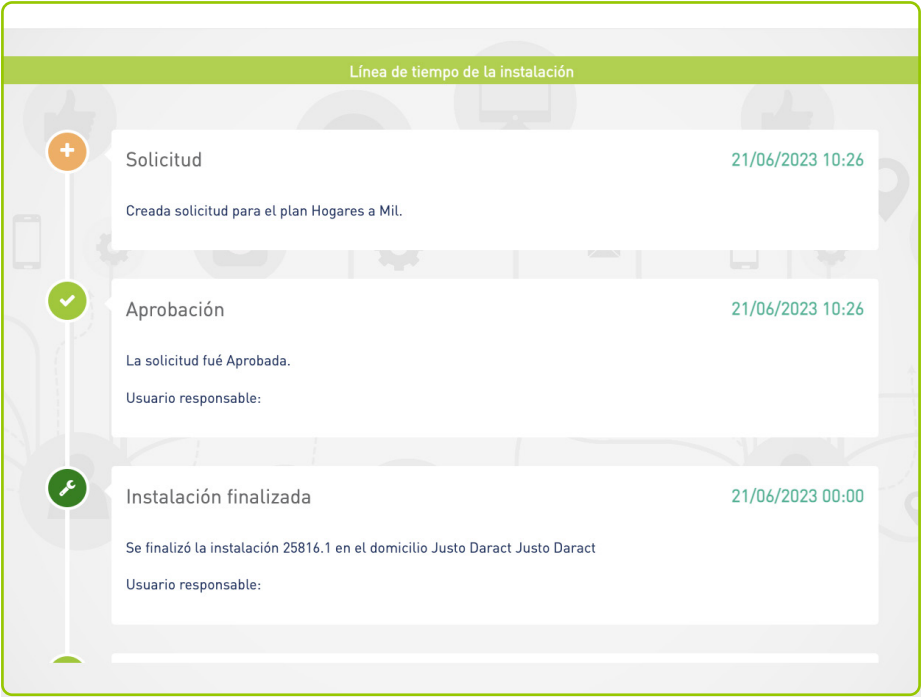 Línea de tiempo de la instalación
Solicitud
21/06/2023 10:26
Creada solicitud para el plan Hogares a Mil.
Aprobación
21/06/2023 10:26
La solicitud fué Aprobada.
Usuario responsable:
Instalación finalizada
21/06/2023 00:00
Se finalizó la instalación 25816.1 en el domicilio Justo Daract Justo Daract
Usuario responsable: